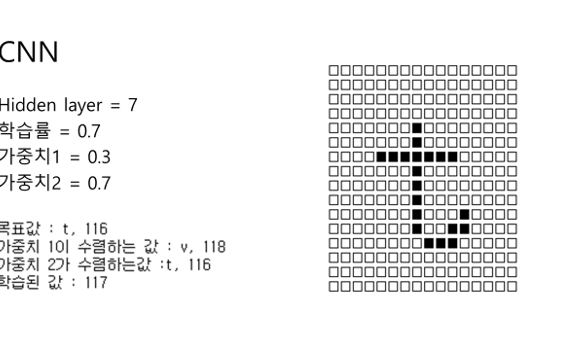 CNN
Hidden layer = 7
학습률 = 0.7
가중치1 = 0.3
가중치2 = 0.7
목표값 : t, 116
가중치 1이 수렴하는 값 : v, 118
가중치 2가 수렴하는값 :t, 116
학습된 값 : 117